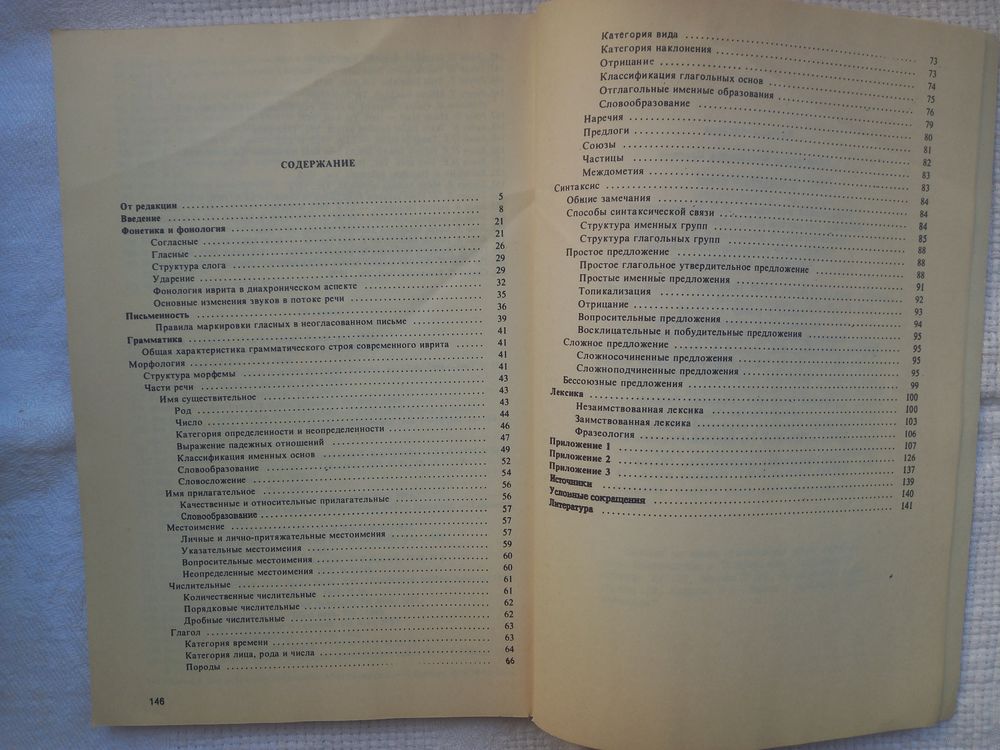 СОДЕРЖАНИЕ
От редакции 5
Введение 8
Фонетика и фонология 21
Согласные 21
Гласные 26
Структура слога 29
Ударение 29
Фонология иврита в диахроническом аспекте 32
Основные изменения звуков в потоке речи 35
Письменность 36
Правила маркировки гласных в неогласованном письме 39
Грамматика 41
Общая характеристика грамматического строя современного иврита 41
Морфология 41
Структура морфемы 41
Части речи 43
Имя существительное 43
Род 43
Число 44
Категория определенности и неопределенности 46
Выражение падежных отношений 47
Классификация именных основ 49
Словообразование 52
Словосложение 54
Имя прилагательное 56
Качественные и относительные прилагательные 56
Словообразование 57
Местоимение 57
Личные и лично-притяжательные местоимения 57
Указательные местоимения 59
Вопросительные местоимения 60
Неопределенные местоимения 60
Числительные 61
Количественные числительные 61
Порядковые числительные 62
Дробные числительные 62
Глагол 63
Категория времени 63
Категория лица, рода и числа 64
Породы 66
146
Категория вида 73
Категория наклонения 73
Отрицание 74
Классификация глагольных основ 75
Отглагольные именные образования 76
Словообразование 79
Наречия 80
Предлоги 81
Союзы 82
Частицы 83
Междометия 83
Синтаксис 84
Общие замечания 84
Способы синтаксической связи 84
Структура именных групп 85
Структура глагольных групп 88
Простое предложение 88
Простое глагольное утвердительное предложение 88
Простые именные предложения 91
Топикализация 92
Отрицание 93
Вопросительные предложения 94
Восклицательные и побудительные предложения 95
Сложное предложение 95
Сложносочиненные предложения 95
Сложноподчиненные предложения 95
Бессоюзные предложения 99
Лексика 100
Незаимствованная лексика 100
Заимствованная лексика 103
Фразеология 106
Приложение 1 107
Приложение 2 126
Приложение 3 137
Источники 139
Условные сокращения 140
Литература 141